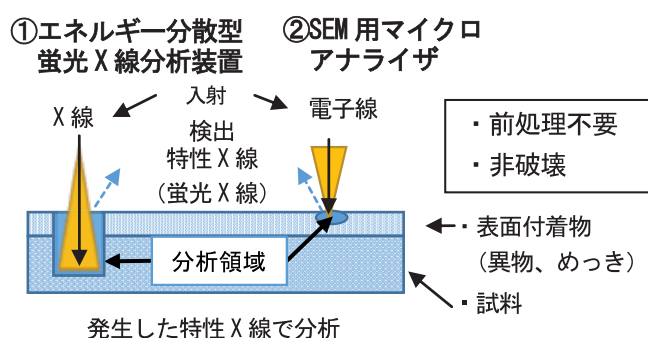 ①エネルギー分散型
蛍光X線分析装置
②SEM用マイクロ
アナライザ
入射
X線
電子線
検出
特性X線
（蛍光X線）
・前処理不要
・非破壊
・表面付着物
（異物、めっき）
分析領域
・試料
発生した特性X線で分析